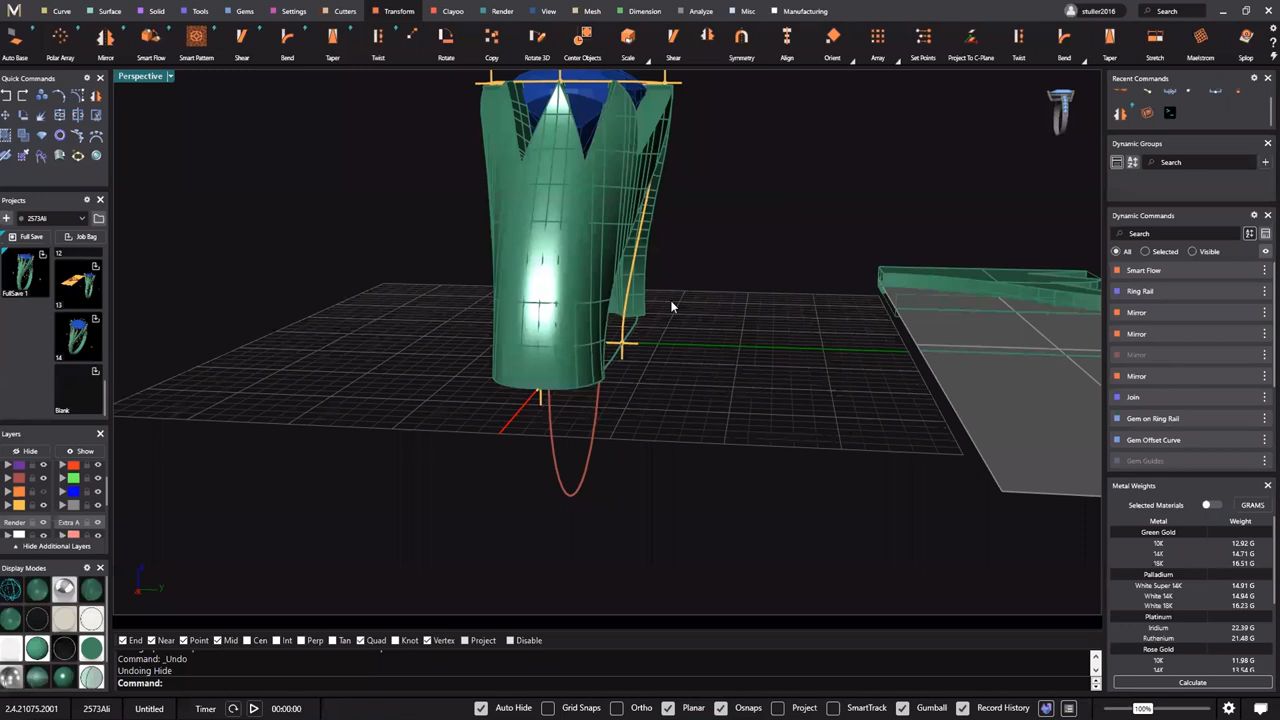 Curve Surface Solid Tools Gems Settings Cutters Transform Clayoo Render View Mesh Dimension Analyze Misc Manufacturing stuller2016 Search
Auto Base Polar Array Mirror Smart Flow Smart Pattern Shear Bend Taper Twist Rotate Copy Rotate 3D Center Objects Scale Shear Symmetry Align Orient Array Set Points Project To C-Plane Twist Bend Stretch Maelstrom Splop
Quick Commands
Perspective
Recent Commands
Dynamic Groups
Search
Projects
2573Ali
Full Save Job Bag
12
FullSave 1
13
14
Blank
Dynamic Commands
Search
All Selected Visible
Smart Flow
Ring Rail
Mirror
Mirror
Mirror
Mirror
Join
Gem on Ring Rail
Gem Offset Curve
Gem Guides
Layers
Hide Show
Render Extra A
Hide Additional Layers
Display Modes
z
y
Metal Weights
Selected Materials GRAMS
Metal Weight
Green Gold
10K 12.92 G
14K 14.71 G
18K 16.51 G
Palladium
White Super 14K 14.91 G
White 14K 14.94 G
White 18K 16.23 G
Platinum
Iridium 22.39 G
Ruthenium 21.48 G
Rose Gold
10K 11.98 G
14K 13.54 G
Calculate
End Near Point Mid Cen Int Perp Tan Quad Knot Vertex Project Disable
Command: _Undo
Undoing Hide
Command:
2.4.21075.2001 2573Ali Untitled Timer 00:00:00 Auto Hide Grid Snaps Ortho Planar Osnaps Project SmartTrack Gumball Record History 100%